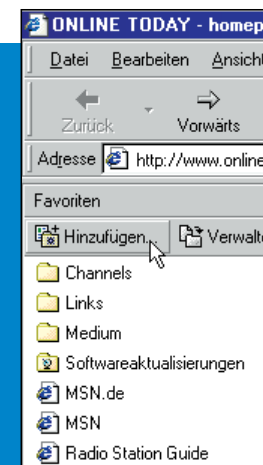 ONLINE TODAY - homep
Datei Bearbeiten Ansich
Zurück Vorwärts
Adresse http://www.online
Favoriten
Hinzufügen... Verwalt
Channels
Links
Medium
Softwareaktualisierungen
MSN.de
MSN
Radio Station Guide